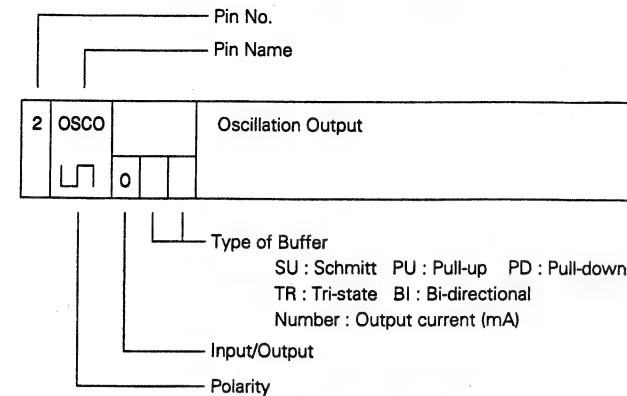 Pin No.
Pin Name
2 OSCO Oscillation Output
O
Type of Buffer
SU : Schmitt PU : Pull-up PD : Pull-down
TR : Tri-state BI : Bi-directional
Number : Output current (mA)
Input/Output
Polarity